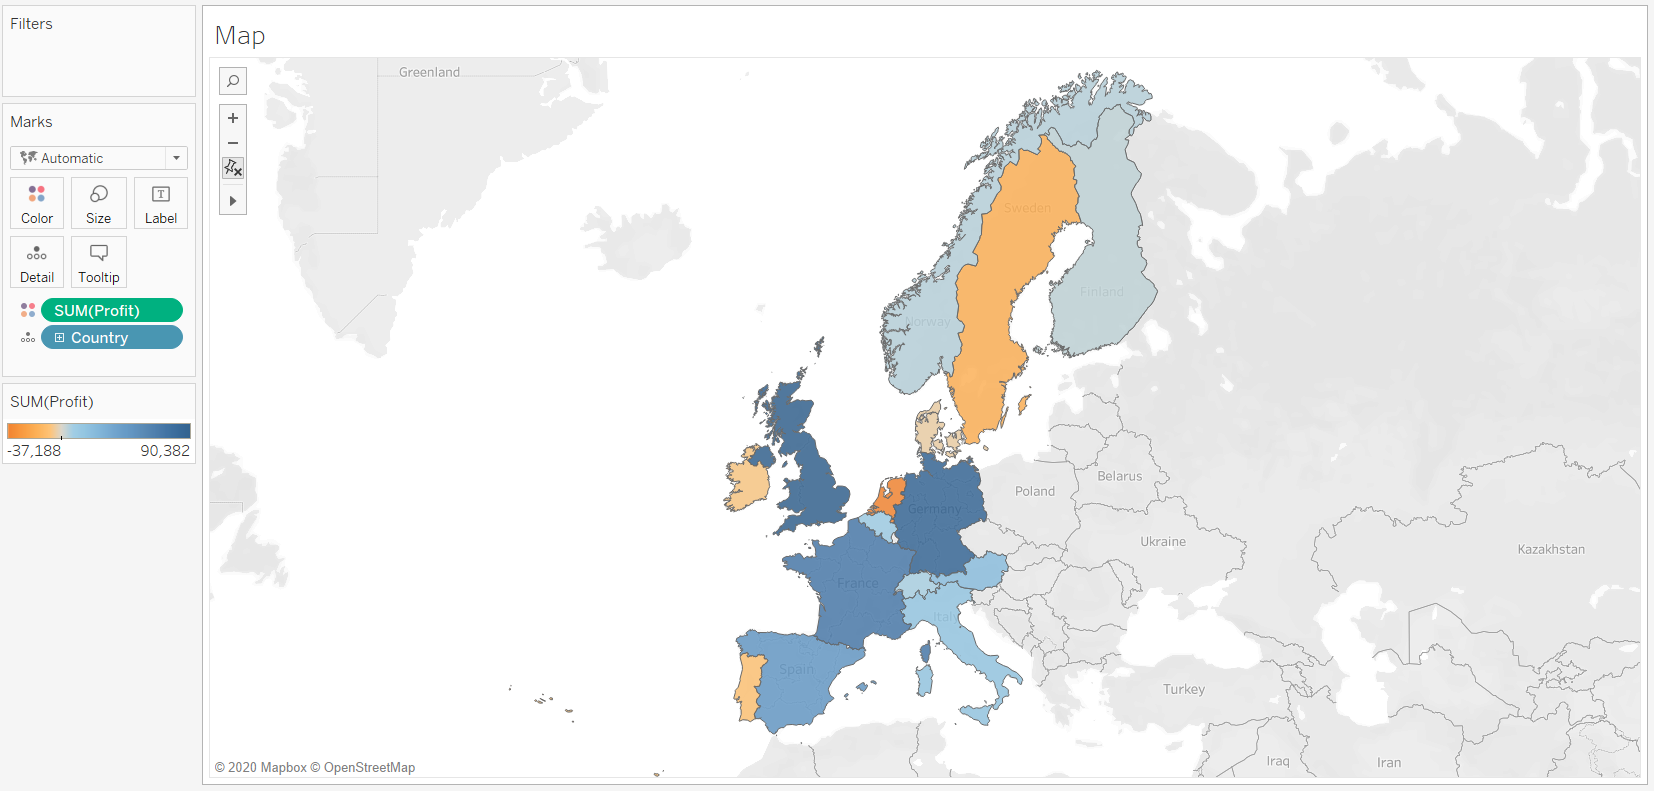 Filters
Marks
Automatic
Color
Size
Label
Detail
Tooltip
SUM(Profit)
Country
SUM(Profit)
-37,188
90,382
Map
Greenland
Sweden
Finland
Norway
Poland
Belarus
Germany
Ukraine
Kazakhstan
France
Italy
Spain
Turkey
Iraq
Iran
© 2020 Mapbox © OpenStreetMap